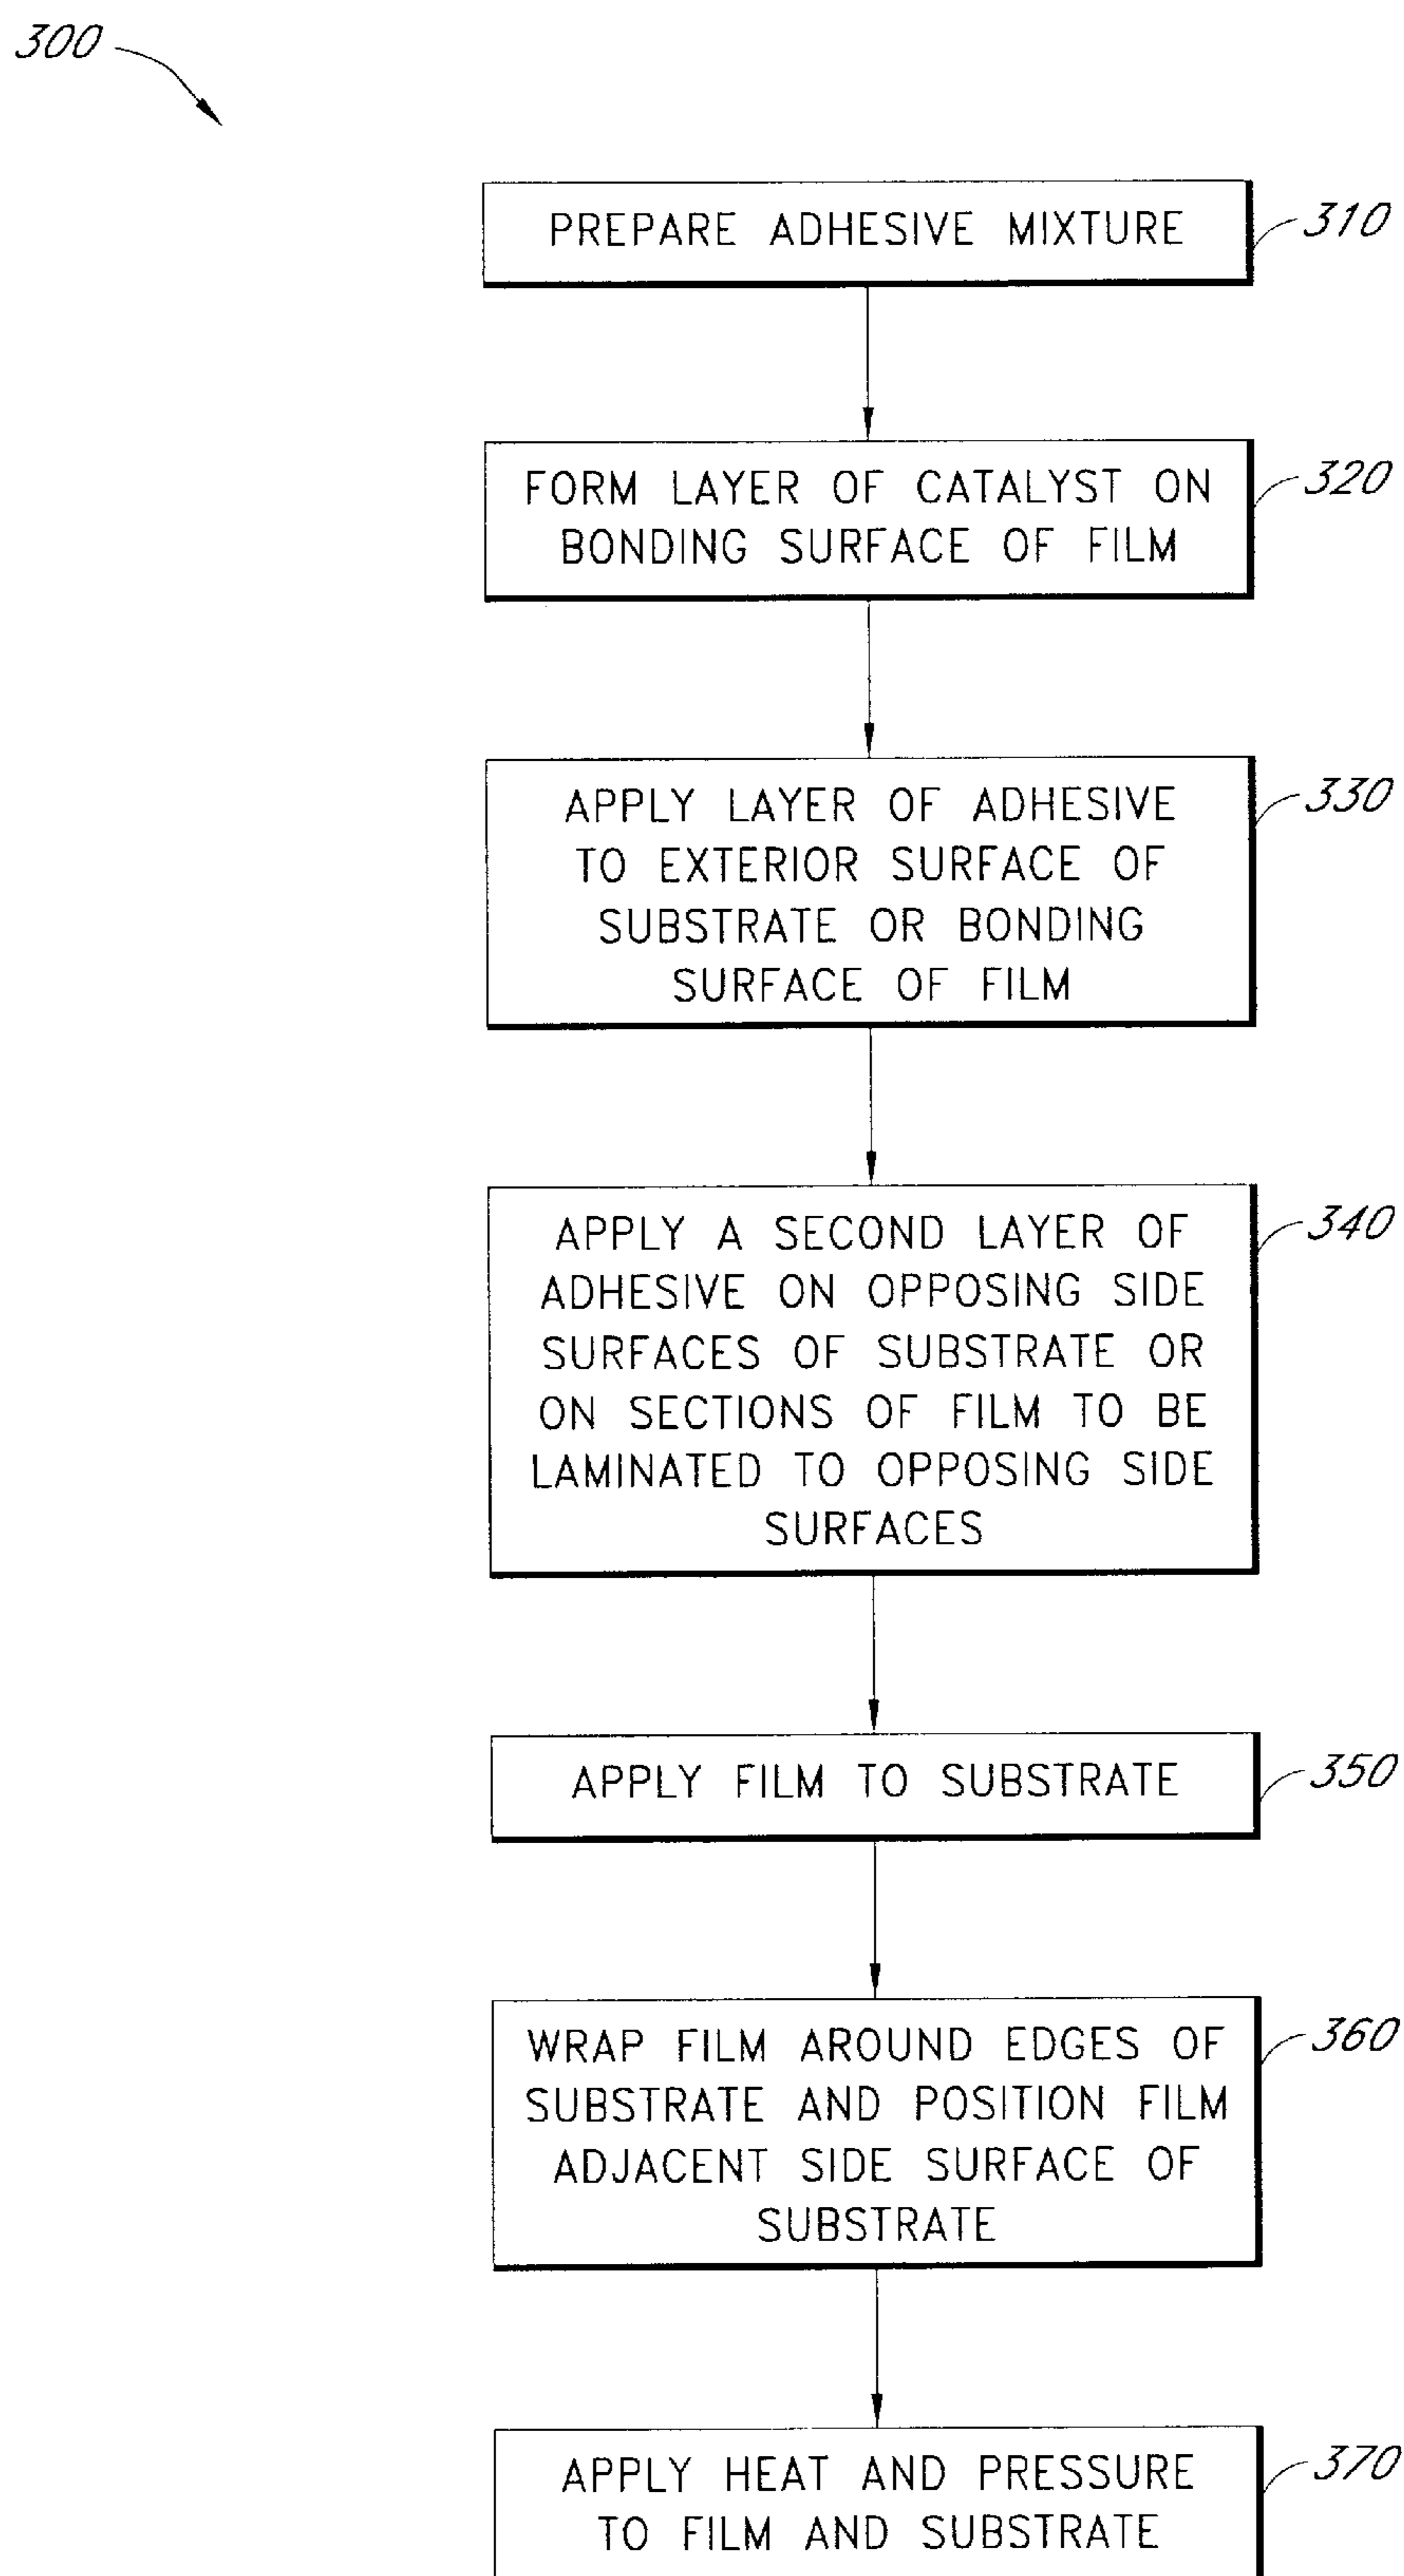 300
PREPARE ADHESIVE MIXTURE
310
FORM LAYER OF CATALYST ON
BONDING SURFACE OF FILM
320
APPLY LAYER OF ADHESIVE
TO EXTERIOR SURFACE OF
SUBSTRATE OR BONDING
SURFACE OF FILM
330
APPLY A SECOND LAYER OF
ADHESIVE ON OPPOSING SIDE
SURFACES OF SUBSTRATE OR
ON SECTIONS OF FILM TO BE
LAMINATED TO OPPOSING SIDE
SURFACES
340
APPLY FILM TO SUBSTRATE
350
WRAP FILM AROUND EDGES OF
SUBSTRATE AND POSITION FILM
ADJACENT SIDE SURFACE OF
SUBSTRATE
360
APPLY HEAT AND PRESSURE
TO FILM AND SUBSTRATE
370